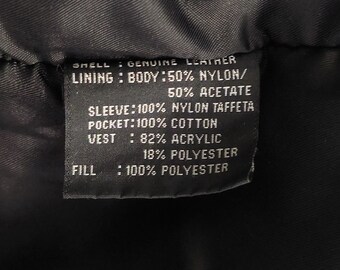 SHELL : GENUINE LEATHER
LINING : BODY: 50% NYLON/
50% ACETATE
SLEEVE: 100% NYLON TAFFETA
POCKET: 100% COTTON
VEST : 82% ACRYLIC
18% POLYESTER
FILL : 100% POLYESTER